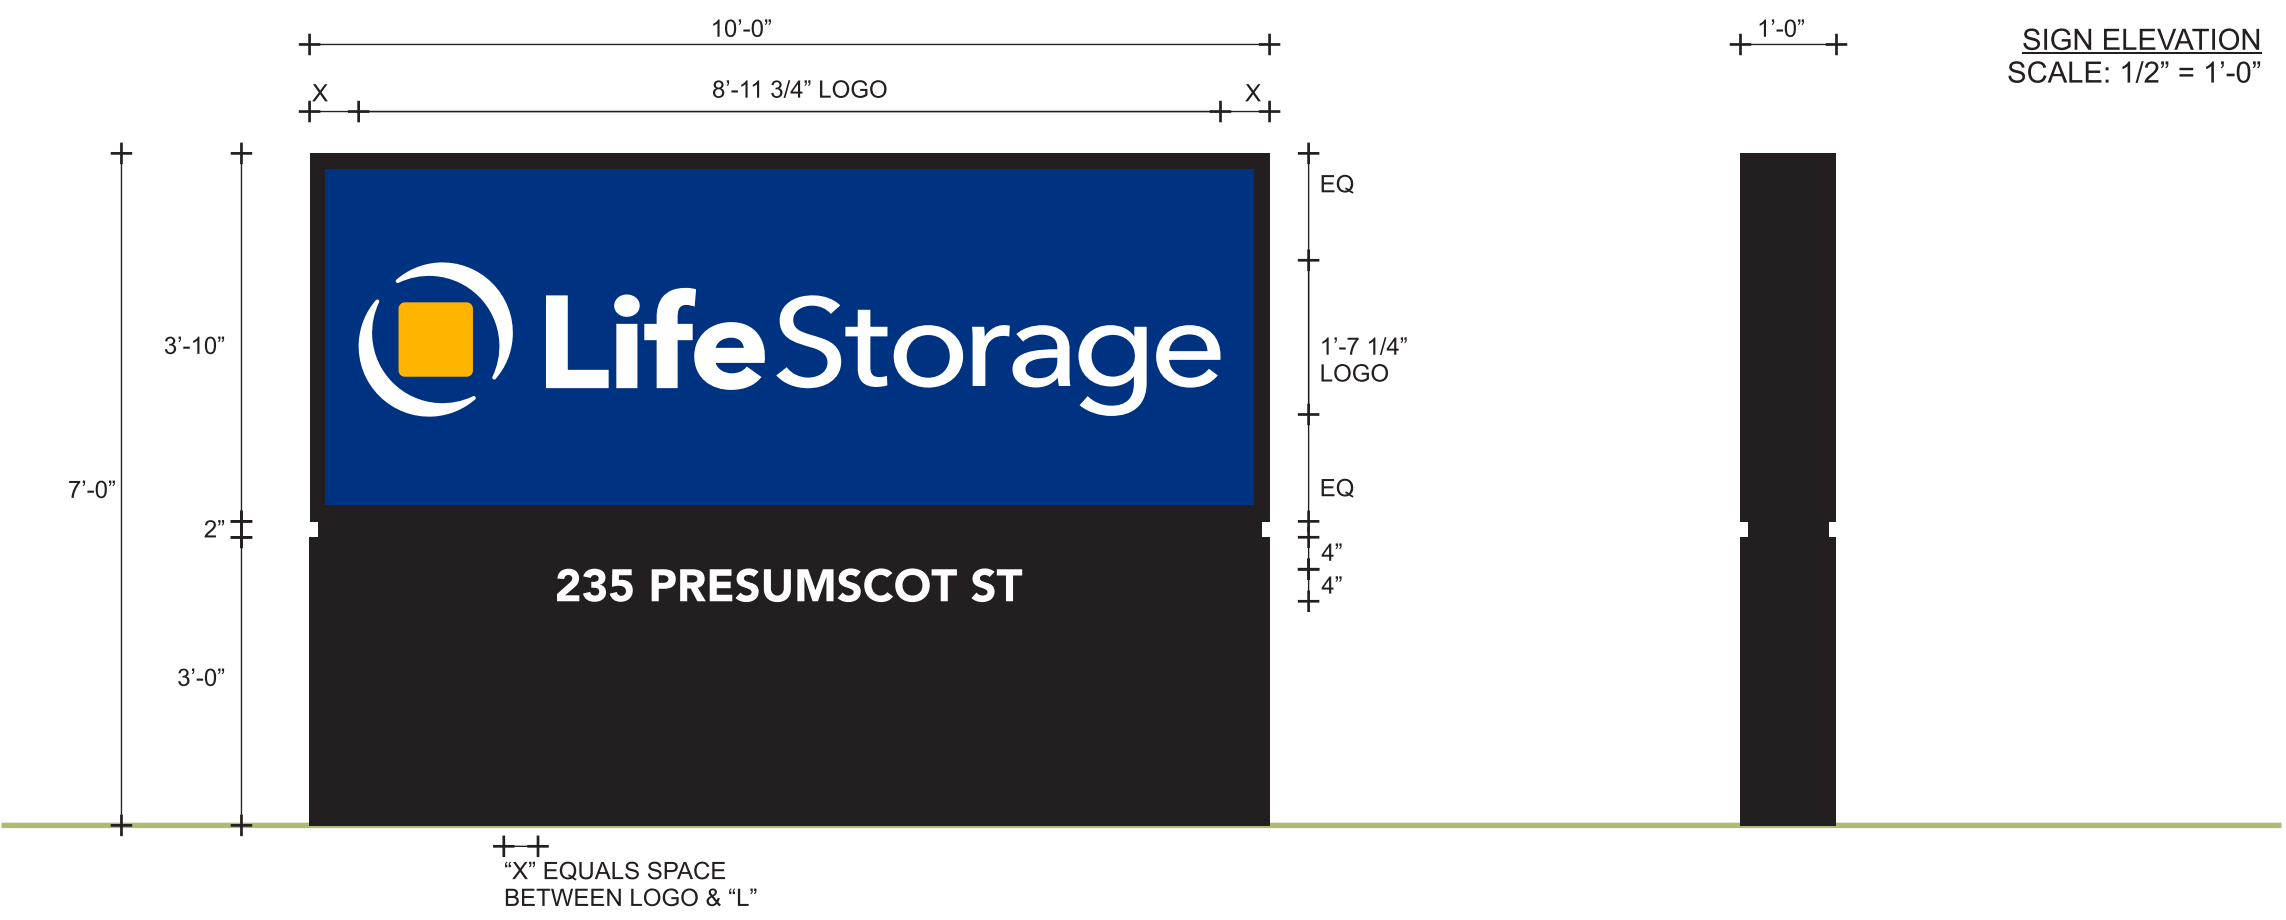 10’-0”
1’-0”
SIGN ELEVATION
SCALE: 1/2” = 1’-0”
X
8’-11 3/4” LOGO
X
EQ
3’-10”
LifeStorage
1’-7 1/4”
LOGO
7’-0”
EQ
2”
4”
235 PRESUMSCOT ST
4”
3’-0”
“X” EQUALS SPACE
BETWEEN LOGO & “L”